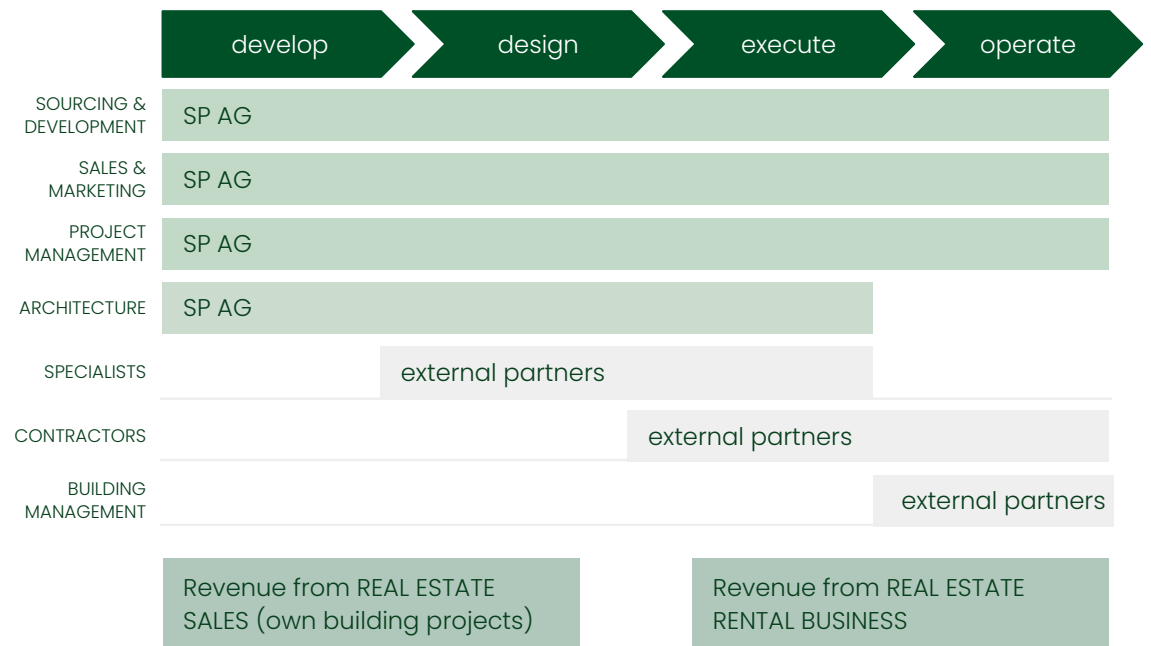 develop design execute operate
SOURCING &
DEVELOPMENT
SP AG
SALES &
MARKETING
SP AG
PROJECT
MANAGEMENT
SP AG
ARCHITECTURE
SP AG
SPECIALISTS
external partners
CONTRACTORS
external partners
BUILDING
MANAGEMENT
external partners
Revenue from REAL ESTATE
SALES (own building projects)
Revenue from REAL ESTATE
RENTAL BUSINESS